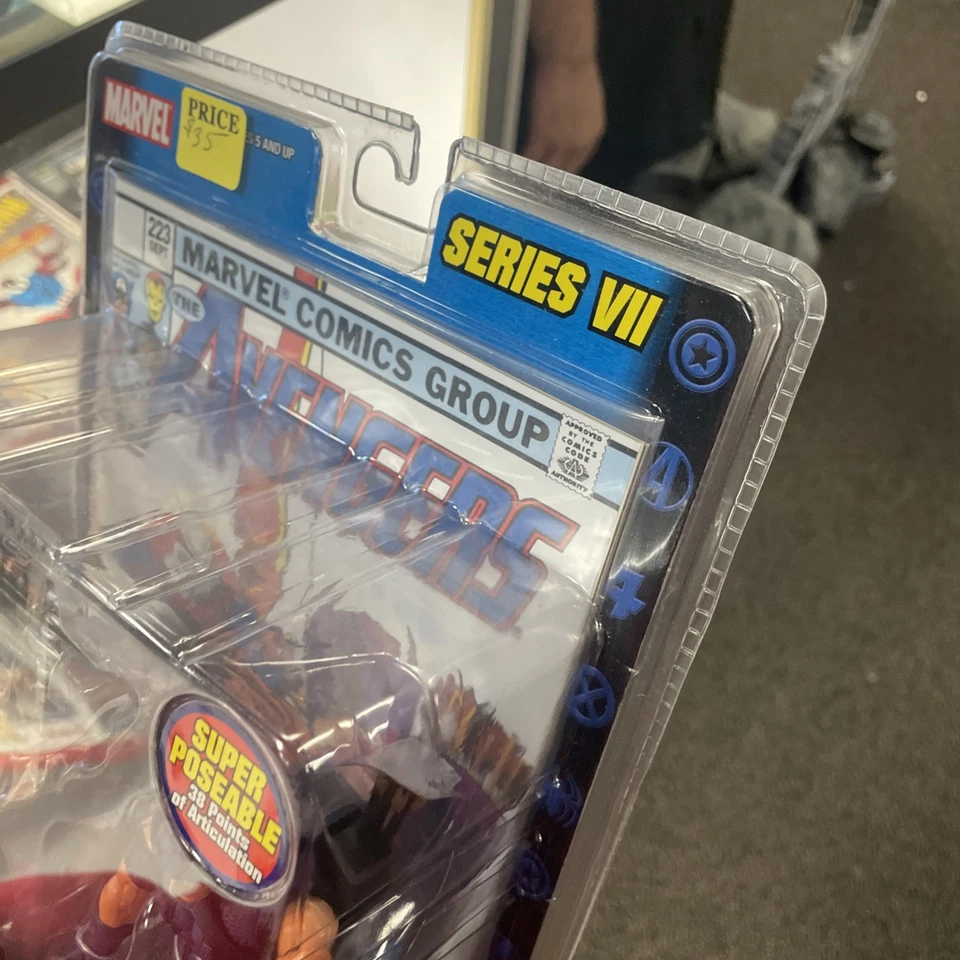 MARVEL
PRICE
$35
S 5 AND UP
SERIES VII
223
SEPT
MARVEL® COMICS GROUP
THE
AVENGERS
APPROVED
BY THE
COMICS
CODE
AUTHORITY
A
4
X
SUPER
POSEABLE
38 Points
of Articulation